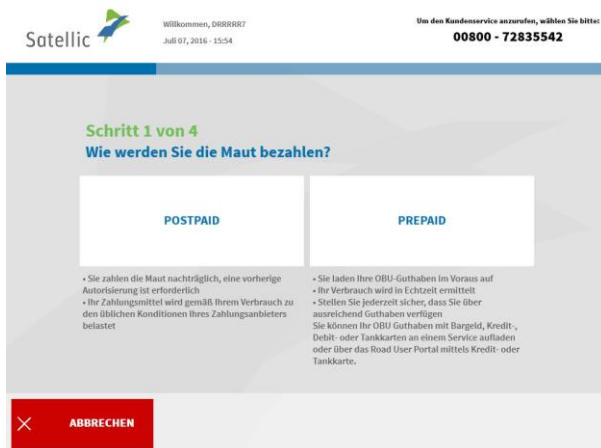 Satellic
Willkommen, DRRRRR7
Juli 07, 2016 - 15:54
Um den Kundenservice anzurufen, wählen Sie bitte:
00800 - 72835542
Schritt 1 von 4
Wie werden Sie die Maut bezahlen?
POSTPAID
• Sie zahlen die Maut nachträglich, eine vorherige
Autorisierung ist erforderlich
• Ihr Zahlungsmittel wird gemäß Ihrem Verbrauch zu
den üblichen Konditionen Ihres Zahlungsanbieters
belastet
PREPAID
• Sie laden Ihre OBU-Guthaben im Voraus auf
• Ihr Verbrauch wird in Echtzeit ermittelt
• Stellen Sie jederzeit sicher, dass Sie über
ausreichend Guthaben verfügen
Sie können Ihr OBU Guthaben mit Bargeld, Kredit-,
Debit- oder Tankkarten an einem Service aufladen
oder über das Road User Portal mittels Kredit- oder
Tankkarte.
ABBRECHEN